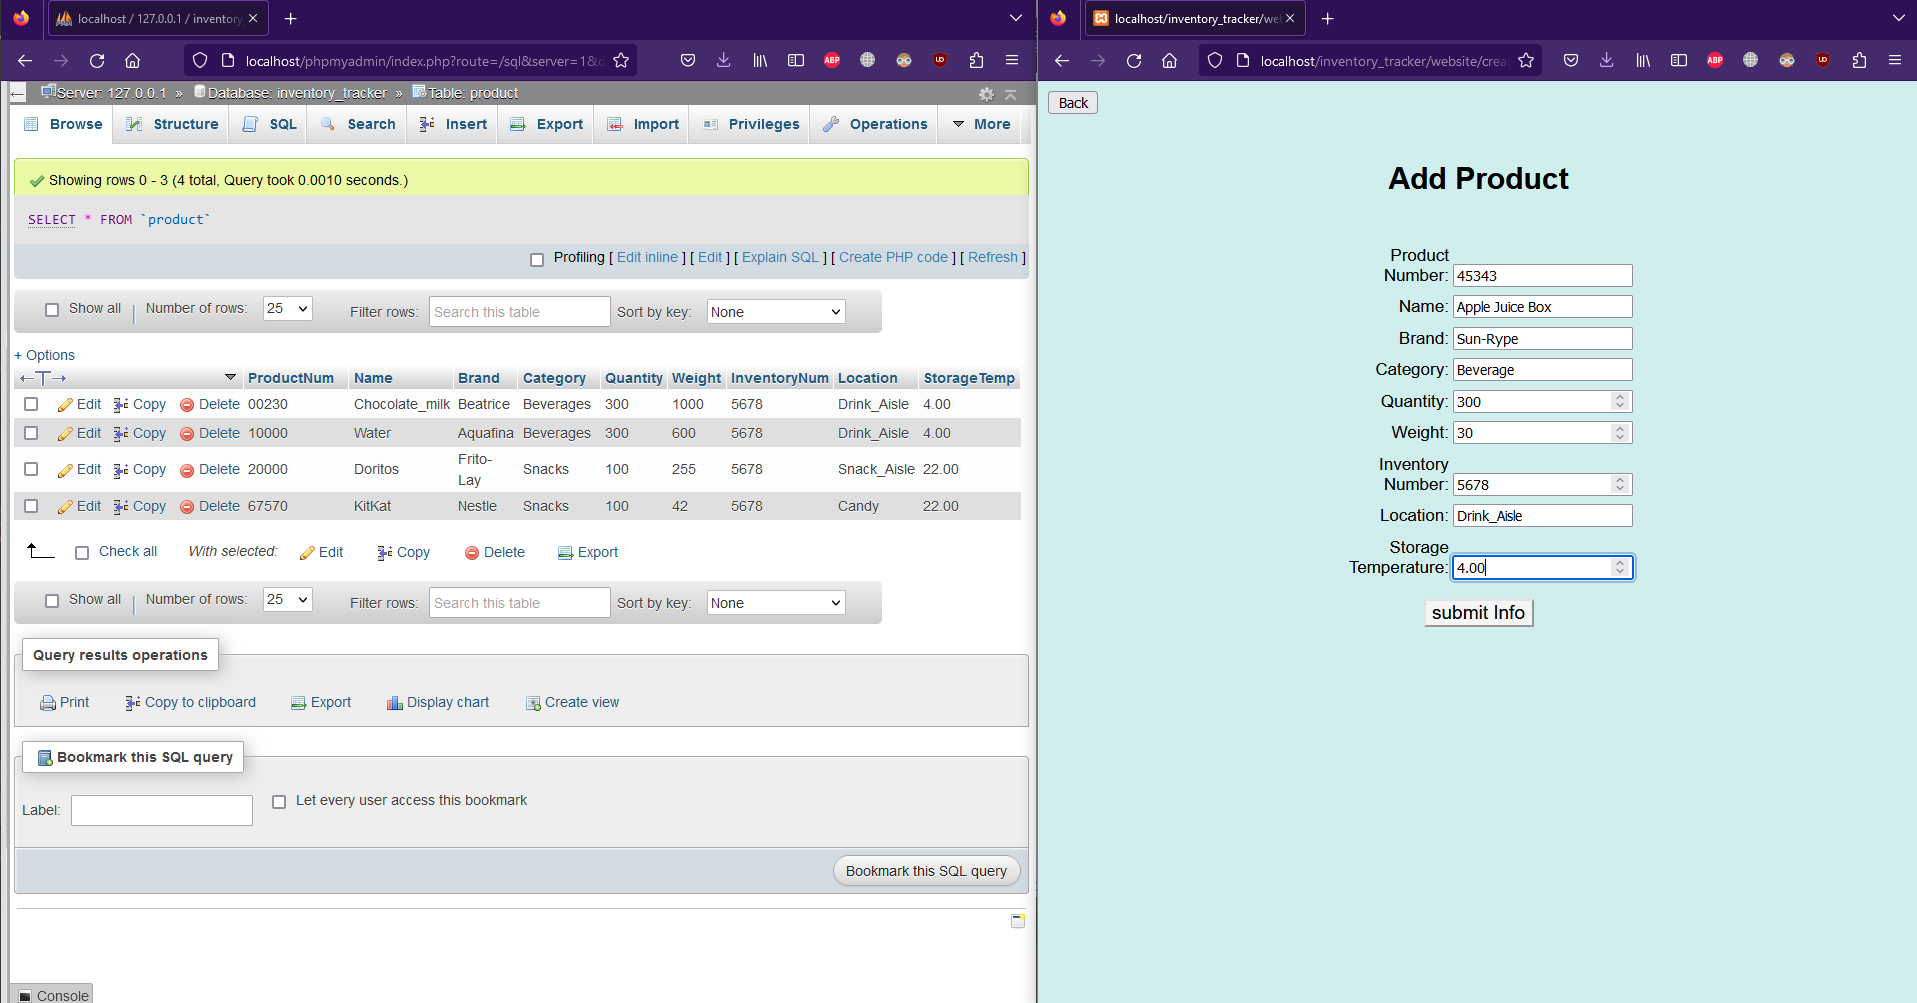 localhost / 127.0.0.1 / inventory
localhost/phpmyadmin/index.php?route=/sql&server=1&d
ABP
Server: 127.0.0.1 » Database: inventory_tracker » Table: product
Browse Structure SQL Search Insert Export Import Privileges Operations More
Showing rows 0 - 3 (4 total, Query took 0.0010 seconds.)
SELECT * FROM `product`
Profiling [ Edit inline ] [ Edit ] [ Explain SQL ] [ Create PHP code ] [ Refresh ]
Show all Number of rows: 25 Filter rows: Search this table Sort by key: None
+ Options
←T→ ProductNum Name Brand Category Quantity Weight InventoryNum Location StorageTemp
Edit Copy Delete 00230 Chocolate_milk Beatrice Beverages 300 1000 5678 Drink_Aisle 4.00
Edit Copy Delete 10000 Water Aquafina Beverages 300 600 5678 Drink_Aisle 4.00
Edit Copy Delete 20000 Doritos Frito-
Lay Snacks 100 255 5678 Snack_Aisle 22.00
Edit Copy Delete 67570 KitKat Nestle Snacks 100 42 5678 Candy 22.00
Check all With selected: Edit Copy Delete Export
Show all Number of rows: 25 Filter rows: Search this table Sort by key: None
Query results operations
Print Copy to clipboard Export Display chart Create view
Bookmark this SQL query
Label: Let every user access this bookmark
Bookmark this SQL query
Console
localhost/inventory_tracker/we
localhost/inventory_tracker/website/crea
ABP
Back
Add Product
Product
Number: 45343
Name: Apple Juice Box
Brand: Sun-Rype
Category: Beverage
Quantity: 300
Weight: 30
Inventory
Number: 5678
Location: Drink_Aisle
Storage
Temperature: 4.00
submit Info